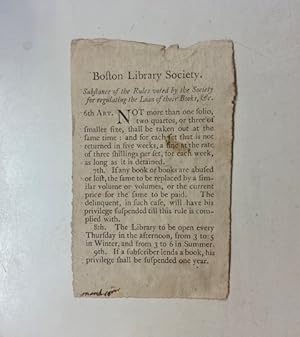 Boſton Library Society.
Subſtance of the Rules voted by the Society
for regulating the Loan of their Books, &c.
6th ART. NOT more than one folio,
two quartos, or three of
ſmaller ſize, ſhall be taken out at the
ſame time: and for each ſet that is not
returned in five weeks, a fine at the rate
of three ſhillings per ſet, for each week,
as long as it is detained.
7th. If any book or books are abuſed
or loſt, the ſame to be replaced by a ſimi-
lar volume or volumes, or the current
price for the ſame to be paid. The
delinquent, in ſuch caſe, will have his
privilege ſuſpended till this rule is com-
plied with.
8th. The Library to be open every
Thurſday in the afternoon, from 3 to 5
in Winter, and from 3 to 6 in Summer.
9th. If a ſubſcriber lends a book, his
privilege ſhall be ſuſpended one year.